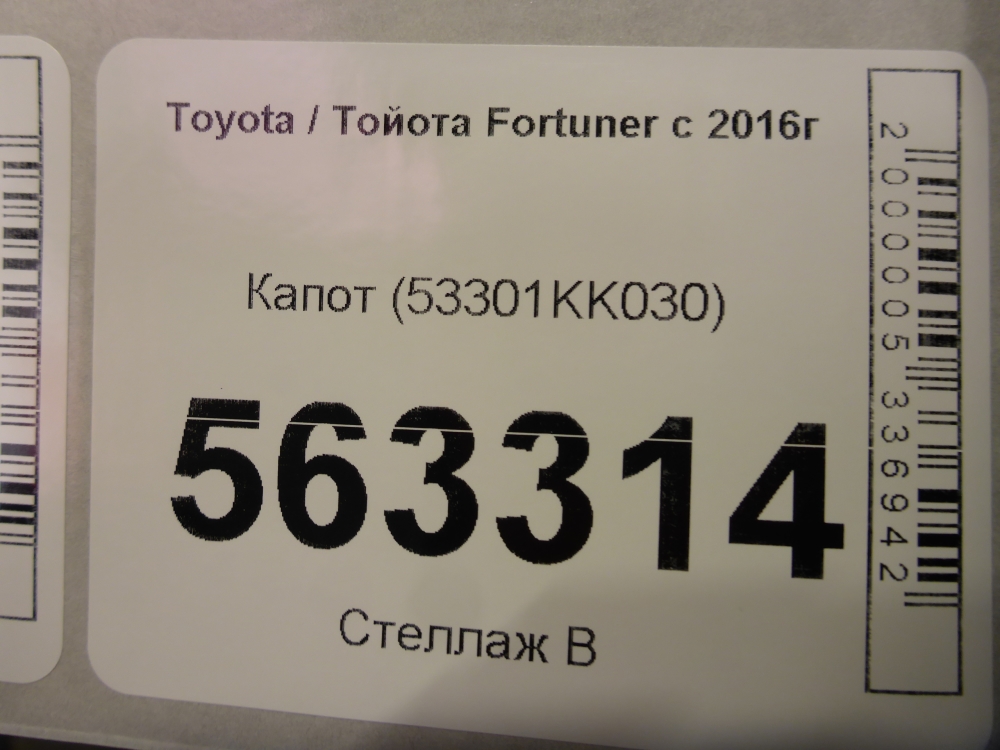 Toyota / Тойота Fortuner с 2016г
Капот (53301KK030)
563314
Стеллаж В
2000005336942